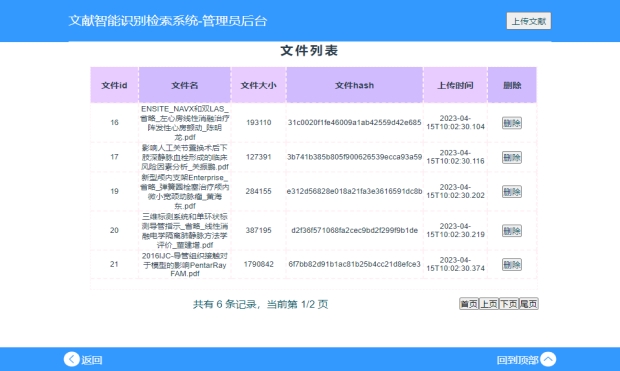 文献智能识别检索系统-管理员后台
上传文献
文件列表
文件id 文件名 文件大小 文件hash 上传时间 删除
ENSITE_NAVX和双LAS_
省略_左心房线性消融治疗
阵发性心房颤动_陈明
龙.pdf
16 193110 31c0020f1fe46009a1ab42559d42e685 2023-04-
15T10:02:30.104 删除
影响人工关节置换术后下
肢深静脉血栓形成的临床
风险因素分析_关振鹏.pdf
17 127391 3b741b385b805f900626539ecca93a59 2023-04-
15T10:02:30.116 删除
新型颅内支架Enterprise_
省略_弹簧圈栓塞治疗颅内
微小宽颈动脉瘤_黄海
东.pdf
19 284155 e312d56828e018a21fa3e3616591dc8b 2023-04-
15T10:02:30.202 删除
三维标测系统和单环状标
测导管指示_省略_线性消
融电学隔离肺静脉方法学
评价_董建增.pdf
20 387195 d2f36f571068fa2cec9bd2f299f9b1de 2023-04-
15T10:02:30.219 删除
2016IJC-导管组织接触对
于模型的影响PentarRay
FAM.pdf
21 1790842 6f7bb82d91b1ac81b25b4cc21d8efce3 2023-04-
15T10:02:30.374 删除
共有 6 条记录，当前第 1/2 页
首页 上页 下页 尾页
返回 回到顶部